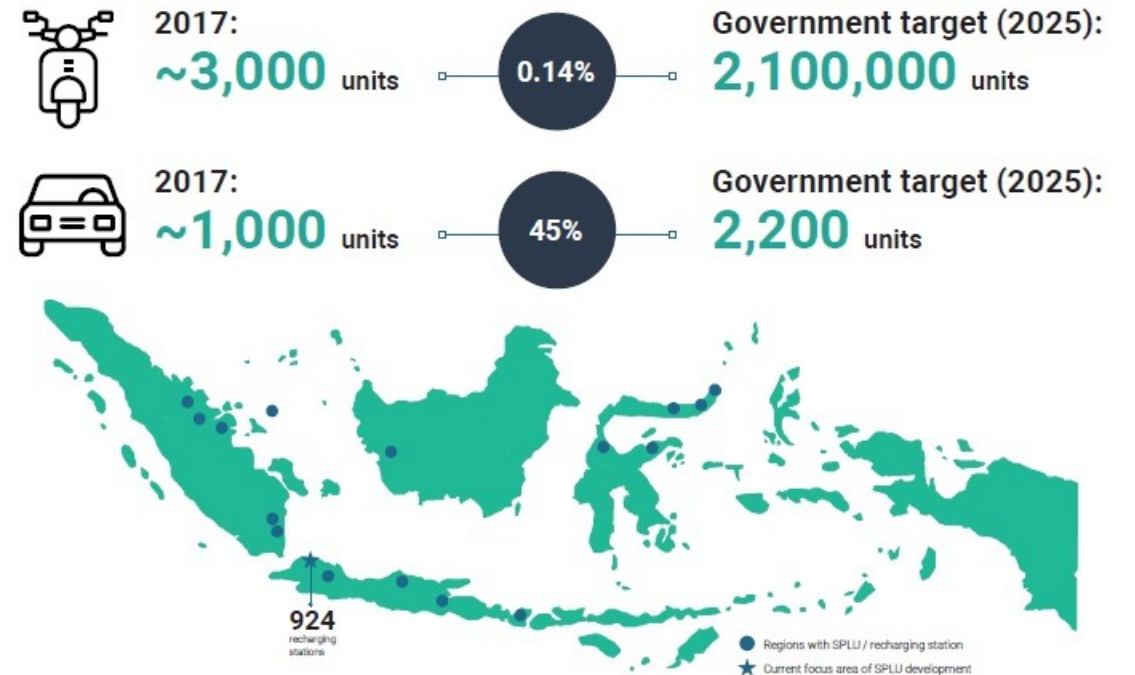 2017:
~3,000 units
0.14%
Government target (2025):
2,100,000 units
2017:
~1,000 units
45%
Government target (2025):
2,200 units
924
recharging
stations
Regions with SPLU / recharging station
Current focus area of SPLU development